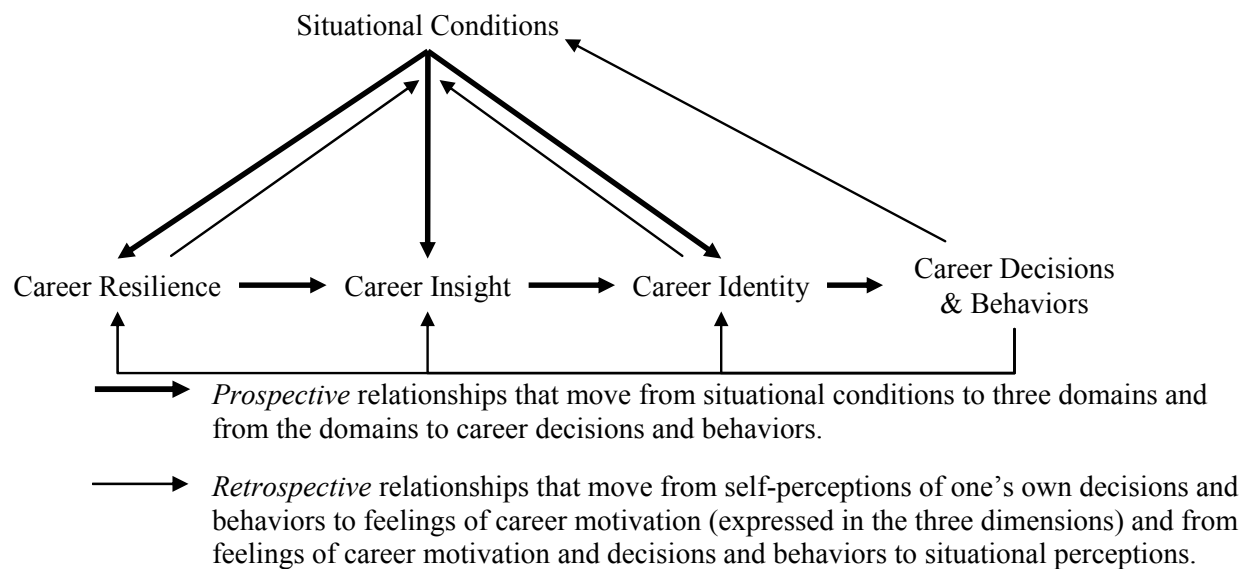 Situational Conditions
Career Resilience
Career Insight
Career Identity
Career Decisions
& Behaviors
Prospective relationships that move from situational conditions to three domains and
from the domains to career decisions and behaviors.
Retrospective relationships that move from self-perceptions of one’s own decisions and
behaviors to feelings of career motivation (expressed in the three dimensions) and from
feelings of career motivation and decisions and behaviors to situational perceptions.